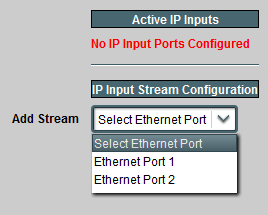 Active IP Inputs
No IP Input Ports Configured
IP Input Stream Configuration
Add Stream
Select Ethernet Port
Select Ethernet Port
Ethernet Port 1
Ethernet Port 2